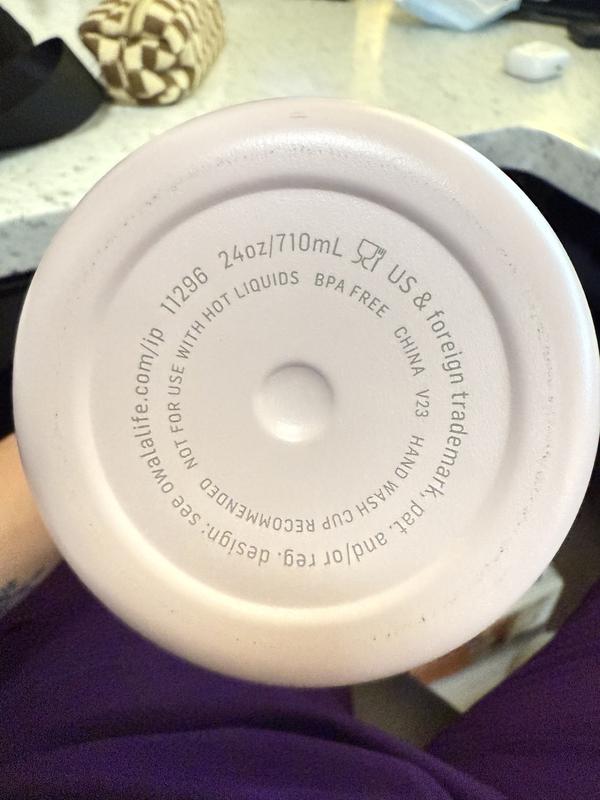 11296 24oz/710mL US & foreign trademark, pat. and/or reg. design: see owalalife.com/ip
NOT FOR USE WITH HOT LIQUIDS BPA FREE CHINA V23 HAND WASH CUP RECOMMENDED